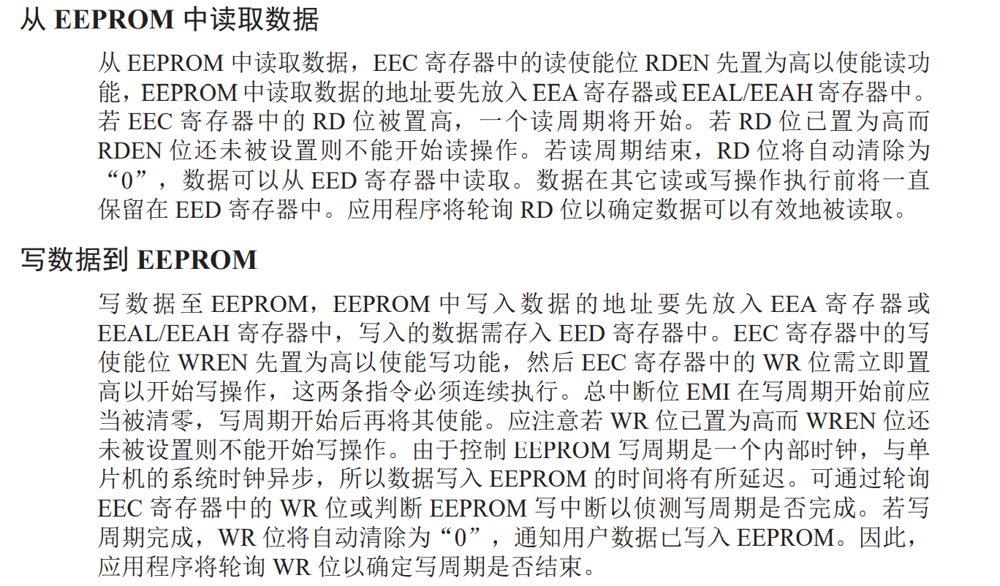 从 EEPROM 中读取数据
从 EEPROM 中读取数据，EEC 寄存器中的读使能位 RDEN 先置为高以使能读功
能，EEPROM 中读取数据的地址要先放入 EEA 寄存器或 EEAL/EEAH 寄存器中。
若 EEC 寄存器中的 RD 位被置高，一个读周期将开始。若 RD 位已置为高而
RDEN 位还未被设置则不能开始读操作。若读周期结束，RD 位将自动清除为
“0”，数据可以从 EED 寄存器中读取。数据在其它读或写操作执行前将一直
保留在 EED 寄存器中。应用程序将轮询 RD 位以确定数据可以有效地被读取。
写数据到 EEPROM
写数据至 EEPROM，EEPROM 中写入数据的地址要先放入 EEA 寄存器或
EEAL/EEAH 寄存器中，写入的数据需存入 EED 寄存器中。EEC 寄存器中的写
使能位 WREN 先置为高以使能写功能，然后 EEC 寄存器中的 WR 位需立即置
高以开始写操作，这两条指令必须连续执行。总中断位 EMI 在写周期开始前应
当被清零，写周期开始后再将其使能。应注意若 WR 位已置为高而 WREN 位还
未被设置则不能开始写操作。由于控制 EEPROM 写周期是一个内部时钟，与单
片机的系统时钟异步，所以数据写入 EEPROM 的时间将有所延迟。可通过轮询
EEC 寄存器中的 WR 位或判断 EEPROM 写中断以侦测写周期是否完成。若写
周期完成，WR 位将自动清除为“0”，通知用户数据已写入 EEPROM。因此，
应用程序将轮询 WR 位以确定写周期是否结束。